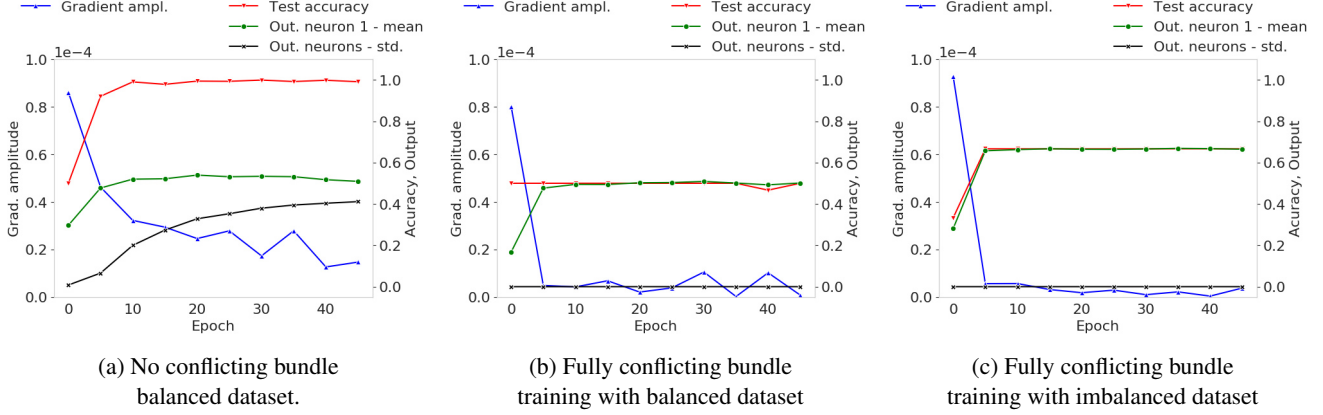 Gradient ampl.
Test accuracy
Out. neuron 1 - mean
Out. neurons - std.
1e−4
1.0
0.8
0.6
0.4
0.2
0.0
Grad. amplitude
1.0
0.8
0.6
0.4
0.2
0.0
Acuracy, Output
0 10 20 30 40
Epoch
(a) No conflicting bundle
balanced dataset.
Gradient ampl.
Test accuracy
Out. neuron 1 - mean
Out. neurons - std.
1e−4
1.0
0.8
0.6
0.4
0.2
0.0
Grad. amplitude
1.0
0.8
0.6
0.4
0.2
0.0
Acuracy, Output
0 10 20 30 40
Epoch
(b) Fully conflicting bundle
training with balanced dataset
Gradient ampl.
Test accuracy
Out. neuron 1 - mean
Out. neurons - std.
1e−4
1.0
0.8
0.6
0.4
0.2
0.0
Grad. amplitude
1.0
0.8
0.6
0.4
0.2
0.0
Acuracy, Output
0 10 20 30 40
Epoch
(c) Fully conflicting bundle
training with imbalanced dataset